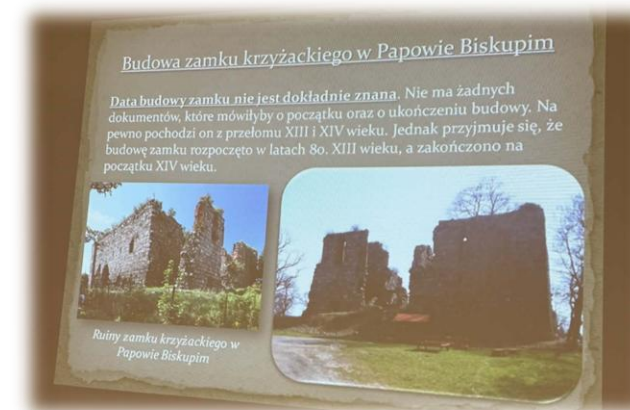 Budowa zamku krzyżackiego w Papowie Biskupim
Data budowy zamku nie jest dokładnie znana. Nie ma żadnych
dokumentów, które mówiłyby o początku oraz o ukończeniu budowy. Na
pewno pochodzi on z przełomu XIII i XIV wieku. Jednak przyjmuje się, że
budowę zamku rozpoczęto w latach 80. XIII wieku, a zakończono na
początku XIV wieku.
Ruiny zamku krzyżackiego w
Papowie Biskupim